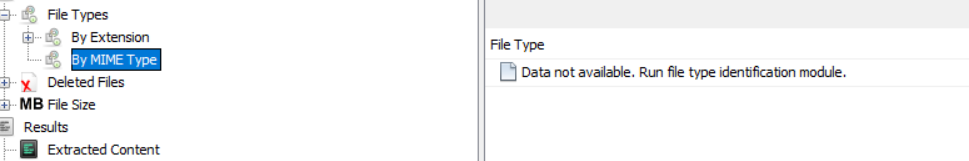 File Types
By Extension
By MIME Type
Deleted Files
MB File Size
Results
Extracted Content
File Type
Data not available. Run file type identification module.